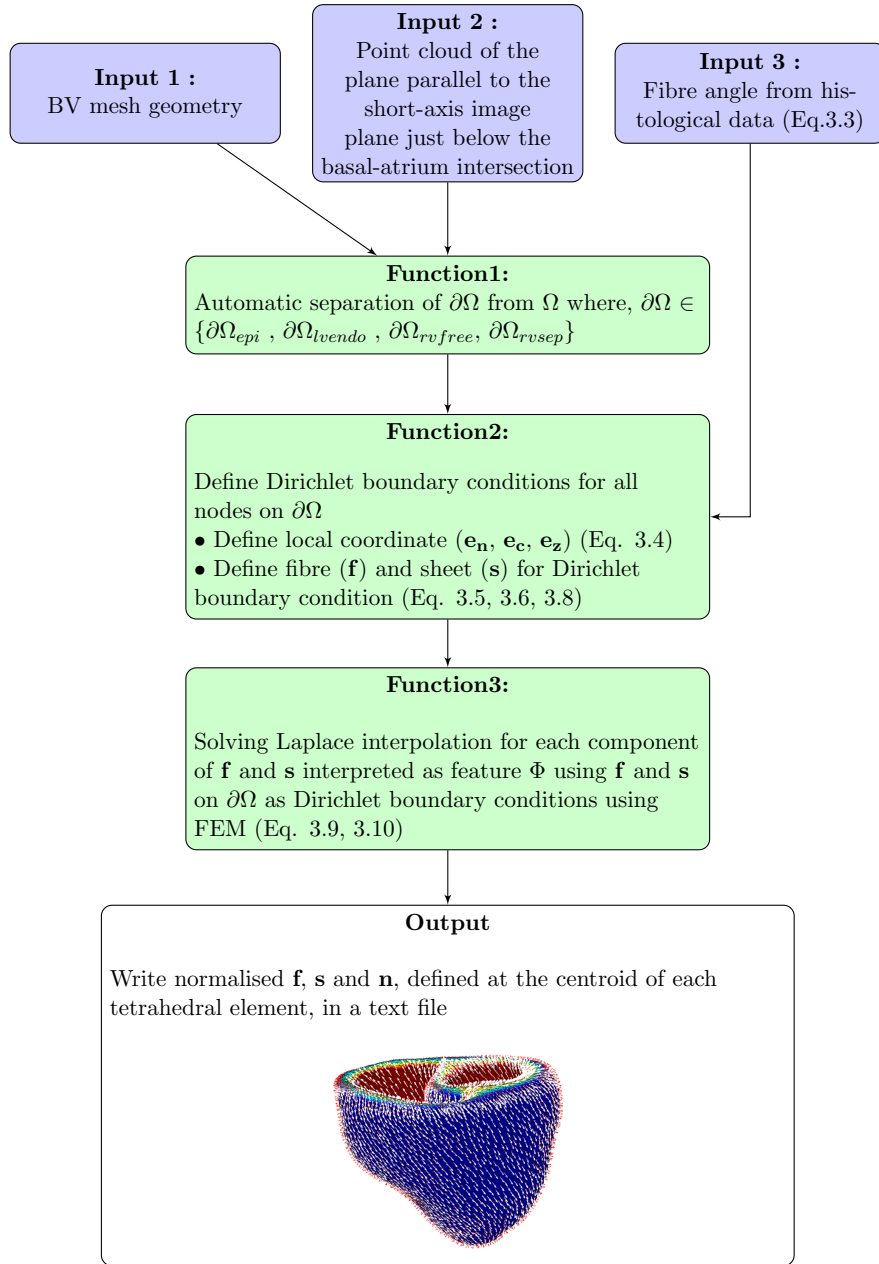 Input 1 :
BV mesh geometry
Input 2 :
Point cloud of the
plane parallel to the
short-axis image
plane just below the
basal-atrium intersection
Input 3 :
Fibre angle from his-
tological data (Eq.3.3)
Function1:
Automatic separation of ∂Ω from Ω where, ∂Ω ∈
{∂Ω_epi , ∂Ω_lvendo , ∂Ω_rvfree, ∂Ω_rvsep}
Function2:
Define Dirichlet boundary conditions for all
nodes on ∂Ω
• Define local coordinate (e_n, e_c, e_z) (Eq. 3.4)
• Define fibre (f) and sheet (s) for Dirichlet
boundary condition (Eq. 3.5, 3.6, 3.8)
Function3:
Solving Laplace interpolation for each component
of f and s interpreted as feature Φ using f and s
on ∂Ω as Dirichlet boundary conditions using
FEM (Eq. 3.9, 3.10)
Output
Write normalised f, s and n, defined at the centroid of each
tetrahedral element, in a text file